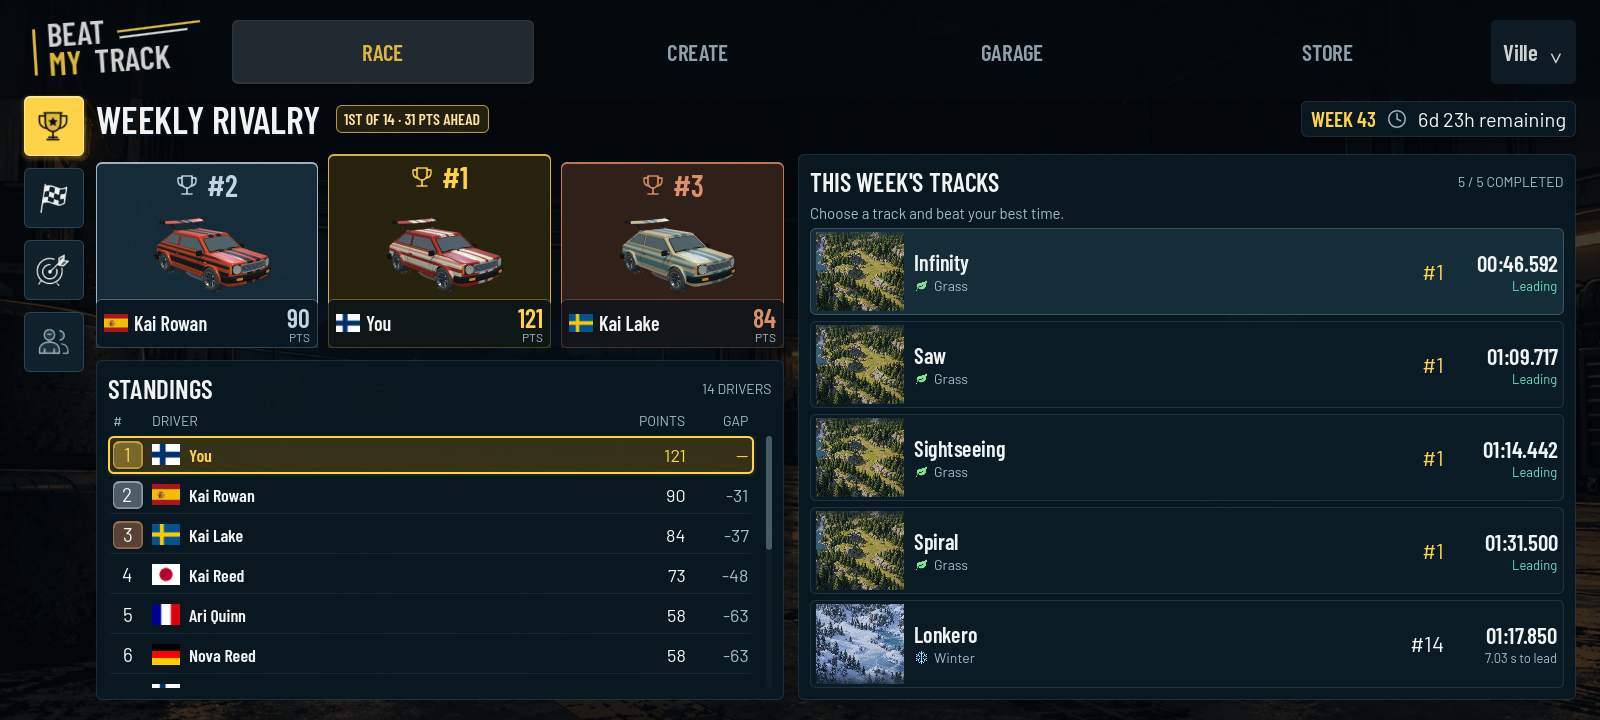 BEAT
MY TRACK
RACE
CREATE
GARAGE
STORE
Ville
WEEKLY RIVALRY
1ST OF 14 · 31 PTS AHEAD
WEEK 43
6d 23h remaining
#2
Kai Rowan
90
PTS
#1
You
121
PTS
#3
Kai Lake
84
PTS
STANDINGS
14 DRIVERS
# DRIVER POINTS GAP
1 You 121 –
2 Kai Rowan 90 -31
3 Kai Lake 84 -37
4 Kai Reed 73 -48
5 Ari Quinn 58 -63
6 Nova Reed 58 -63
THIS WEEK'S TRACKS
5 / 5 COMPLETED
Choose a track and beat your best time.
Infinity
Grass
#1
00:46.592
Leading
Saw
Grass
#1
01:09.717
Leading
Sightseeing
Grass
#1
01:14.442
Leading
Spiral
Grass
#1
01:31.500
Leading
Lonkero
Winter
#14
01:17.850
7.03 s to lead